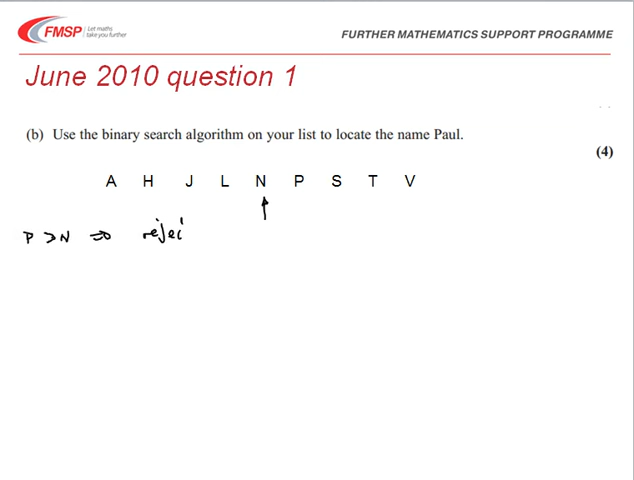 FMSP Let maths take you further
FURTHER MATHEMATICS SUPPORT PROGRAMME
June 2010 question 1
(b) Use the binary search algorithm on your list to locate the name Paul.
(4)
A H J L N P S T V
P > N ⇒ rejec